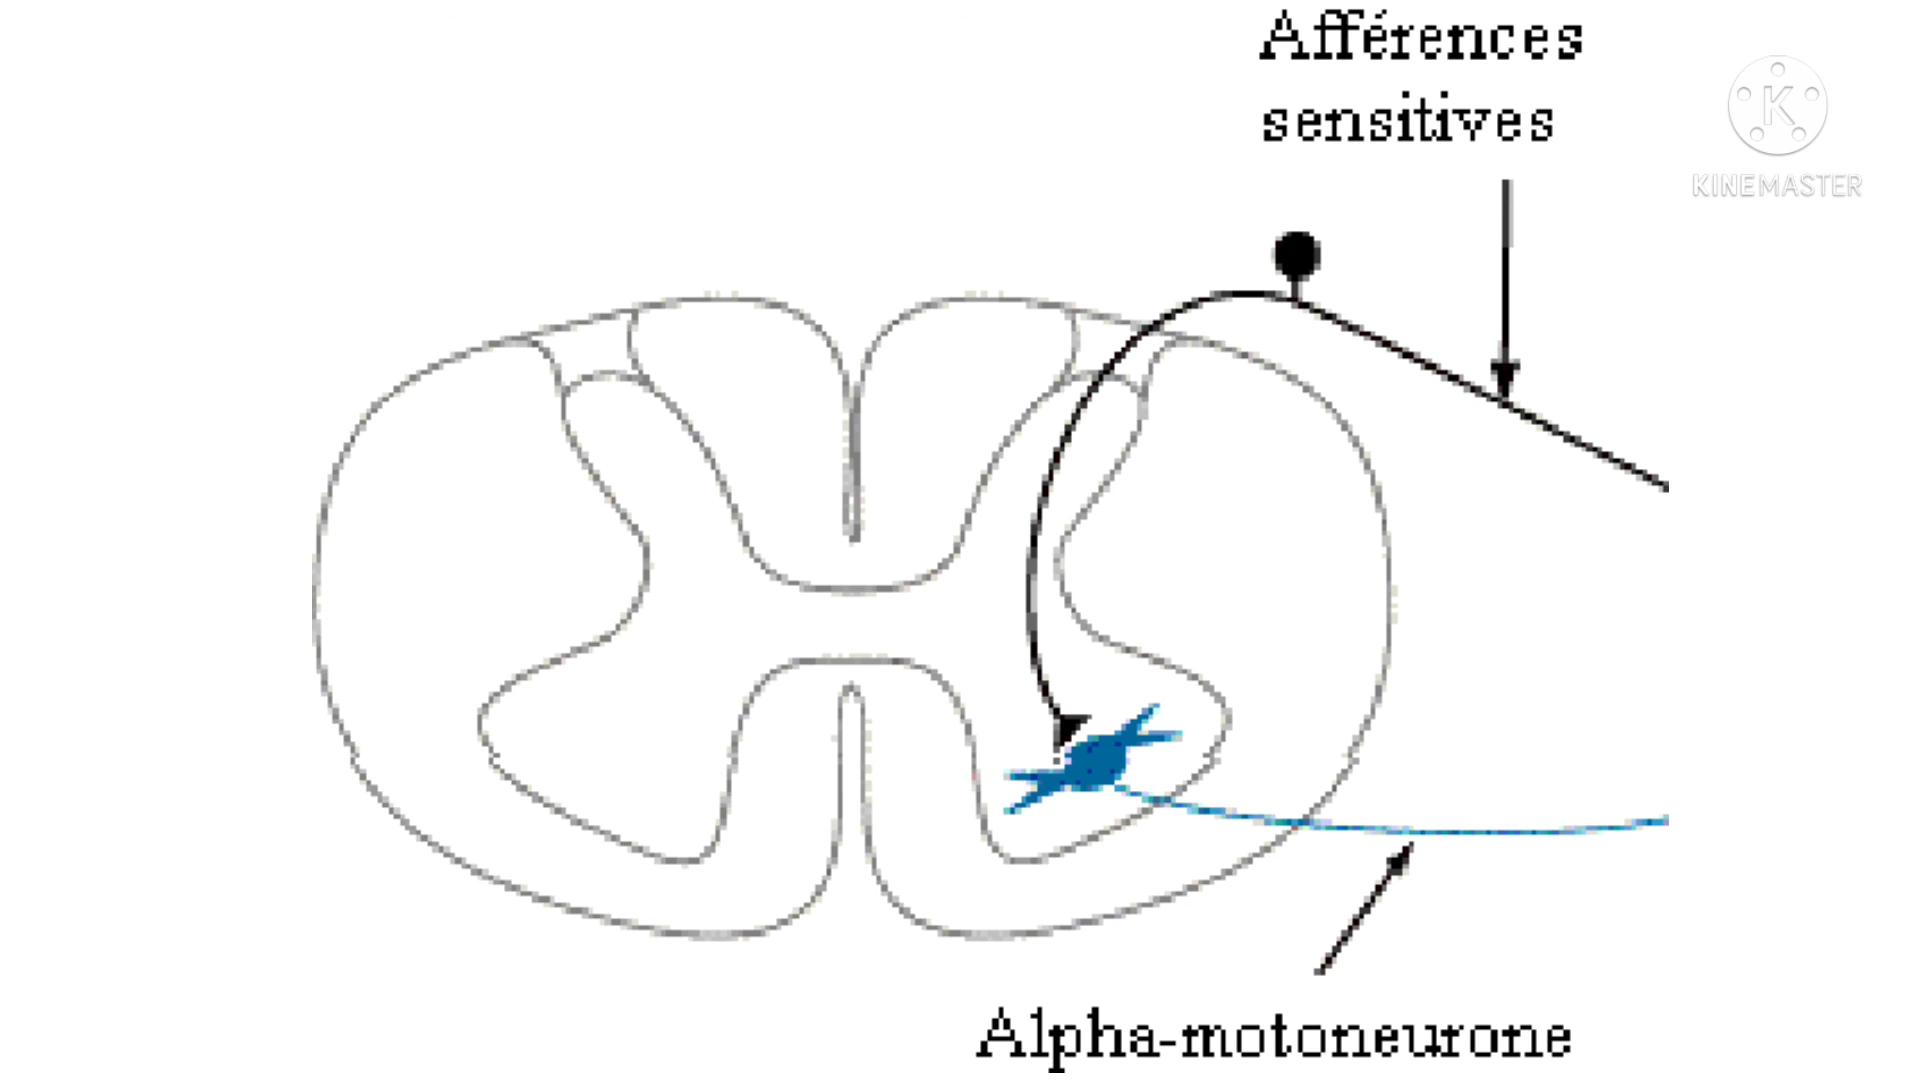 Afférences
sensitives
K
KINEMASTER
Alpha-motoneurone